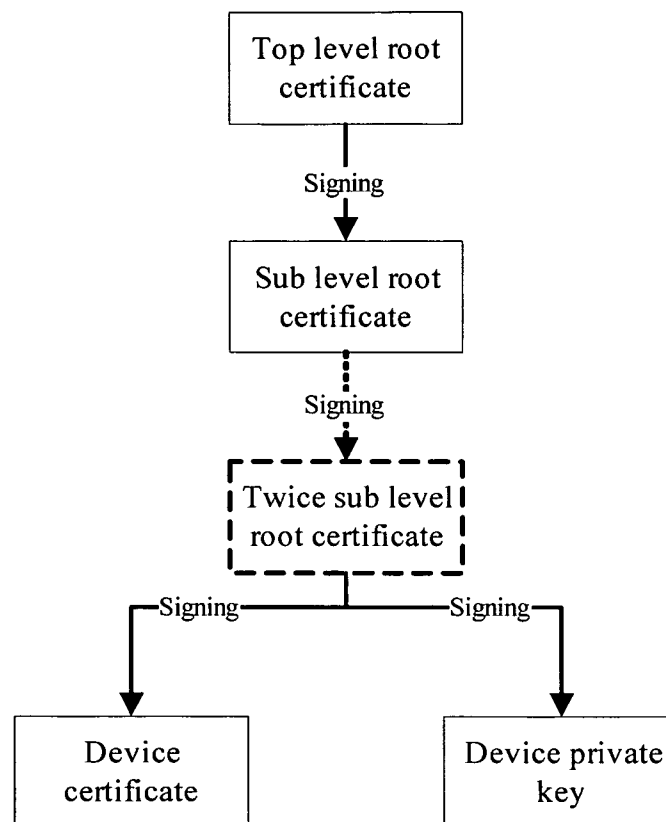 Top level root
certificate
Signing
Sub level root
certificate
Signing
Twice sub level
root certificate
Signing
Signing
Device
certificate
Device private
key